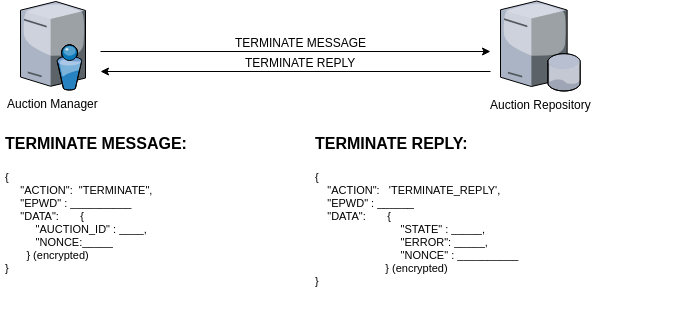 TERMINATE MESSAGE
TERMINATE REPLY
Auction Manager
Auction Repository
TERMINATE MESSAGE:
{
"ACTION": "TERMINATE",
"EPWD" : __________
"DATA": {
"AUCTION_ID" : ____,
"NONCE:_____
} (encrypted)
}
TERMINATE REPLY:
{
"ACTION": 'TERMINATE_REPLY',
"EPWD" : ______
"DATA": {
"STATE" : _____,
"ERROR": _____,
"NONCE" : __________
} (encrypted)
}